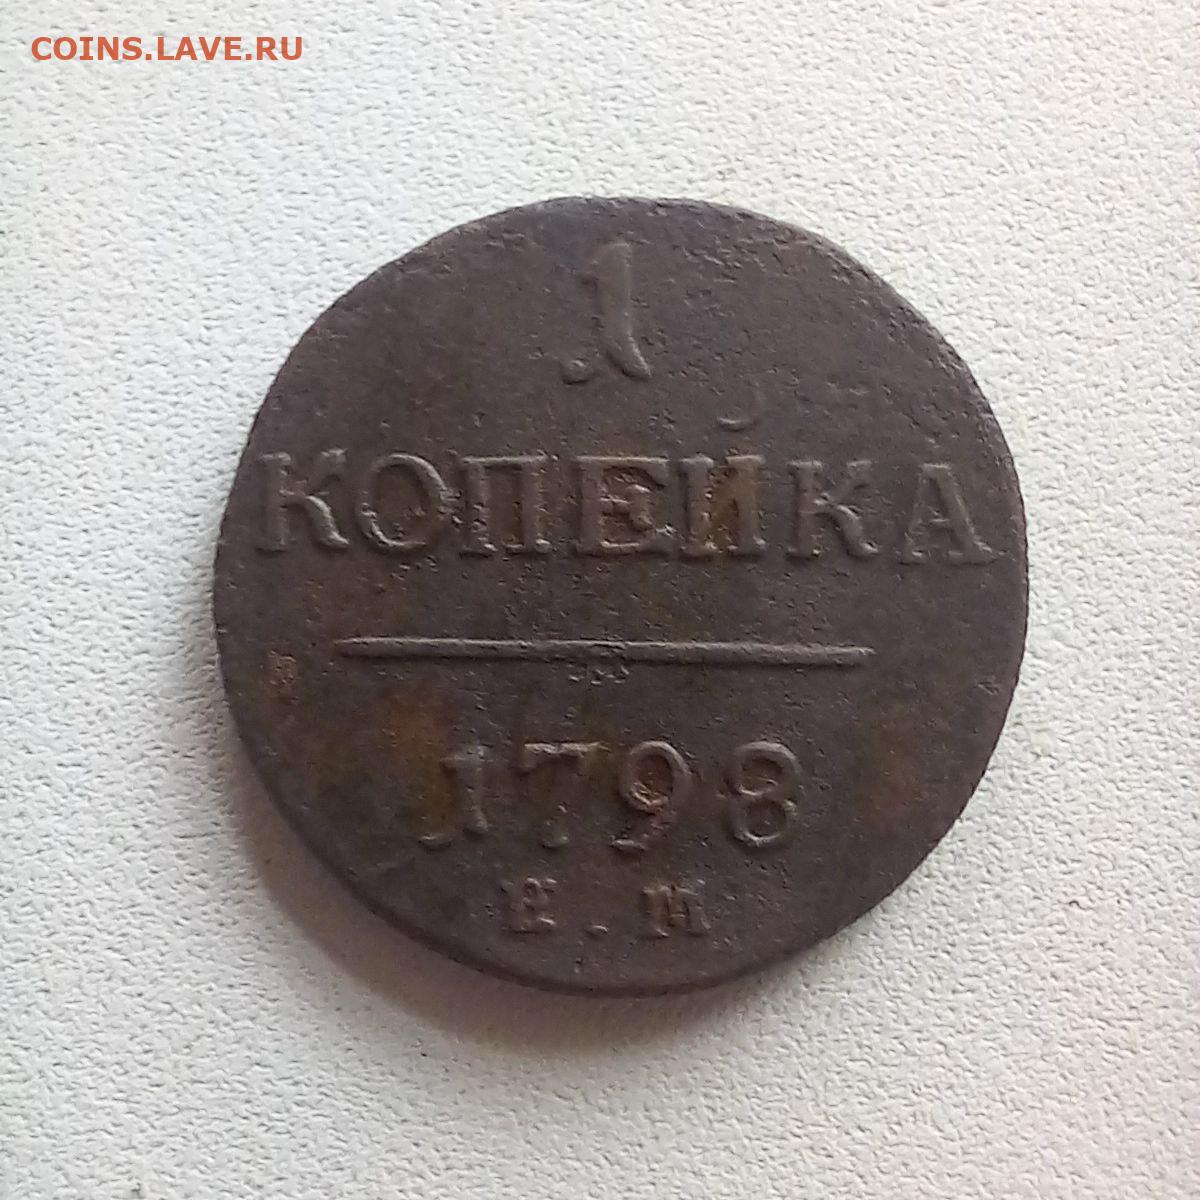 COINS.LAVE.RU
1
КОПЕЙКА
1798
Е.М